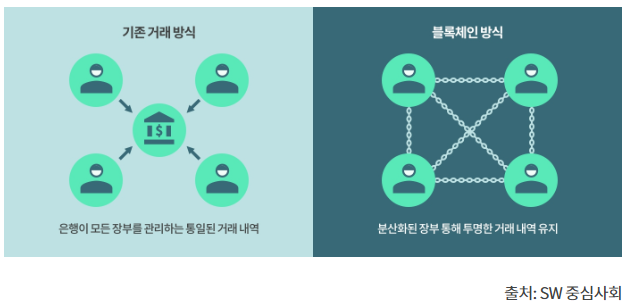 기존 거래 방식
블록체인 방식
$
은행이 모든 장부를 관리하는 통일된 거래 내역
분산화된 장부 통해 투명한 거래 내역 유지
출처: SW 중심사회